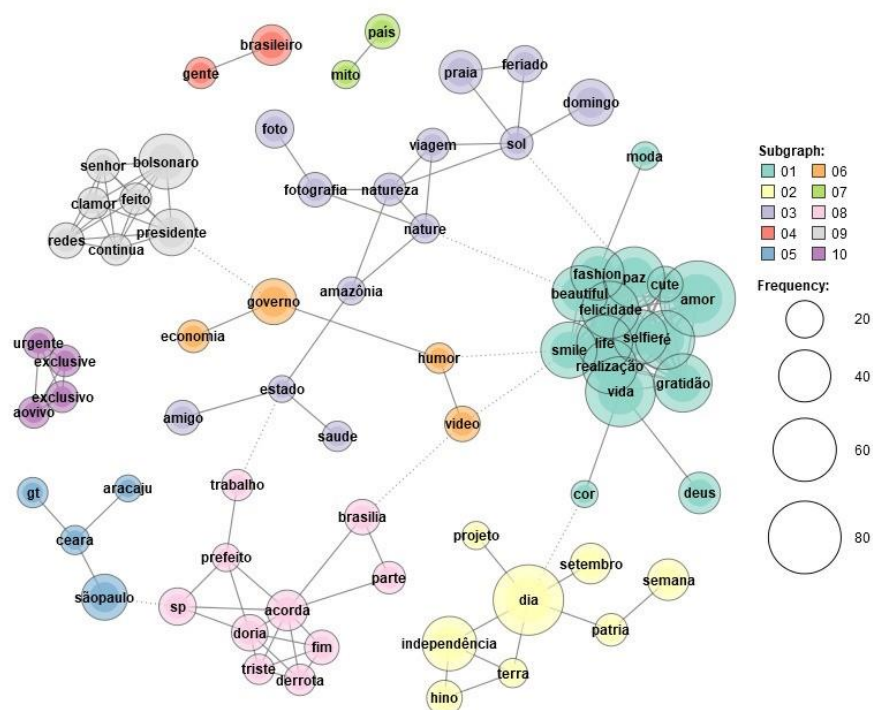 país
brasileiro
gente
mito
feriado
praia
domingo
foto
viagem
sol
moda
senhor
bolsonaro
fotografia
natureza
clamor
feito
redes
presidente
continua
nature
Subgraph:
01 06
02 07
03 08
04 09
05 10
fashion
paz
cute
beautiful
amor
felicidade
amazônia
governo
Frequency:
20
economia
urgente
exclusive
humor
smile
life
selfie
fé
realização
40
exclusivo
aovivo
estado
vida
gratidão
amigo
saude
video
60
gt
aracaju
trabalho
cor
deus
ceara
brasilia
projeto
80
prefeito
setembro
semana
parte
sãopaulo
sp
acorda
dia
doria
fim
independência
patria
triste
derrota
terra
hino